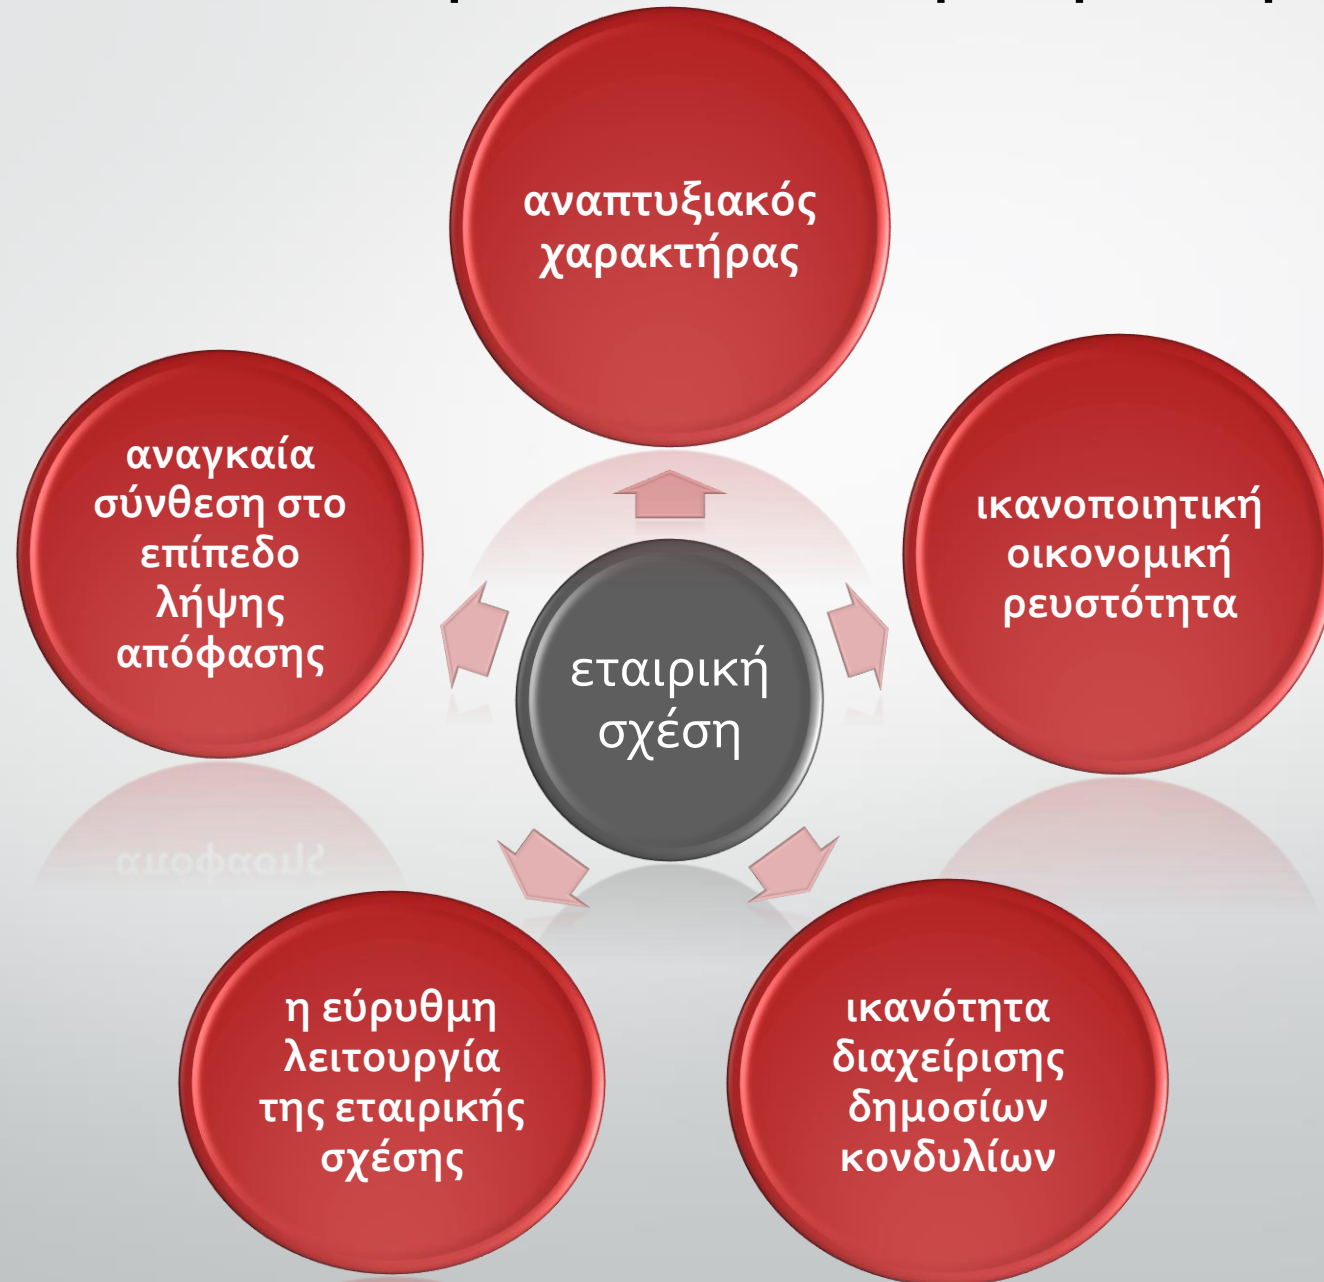 αναπτυξιακός
χαρακτήρας
αναγκαία
σύνθεση στο
επίπεδο
λήψης
απόφασης
ικανοποιητική
οικονομική
ρευστότητα
εταιρική
σχέση
η εύρυθμη
λειτουργία
της εταιρικής
σχέσης
ικανότητα
διαχείρισης
δημοσίων
κονδυλίων